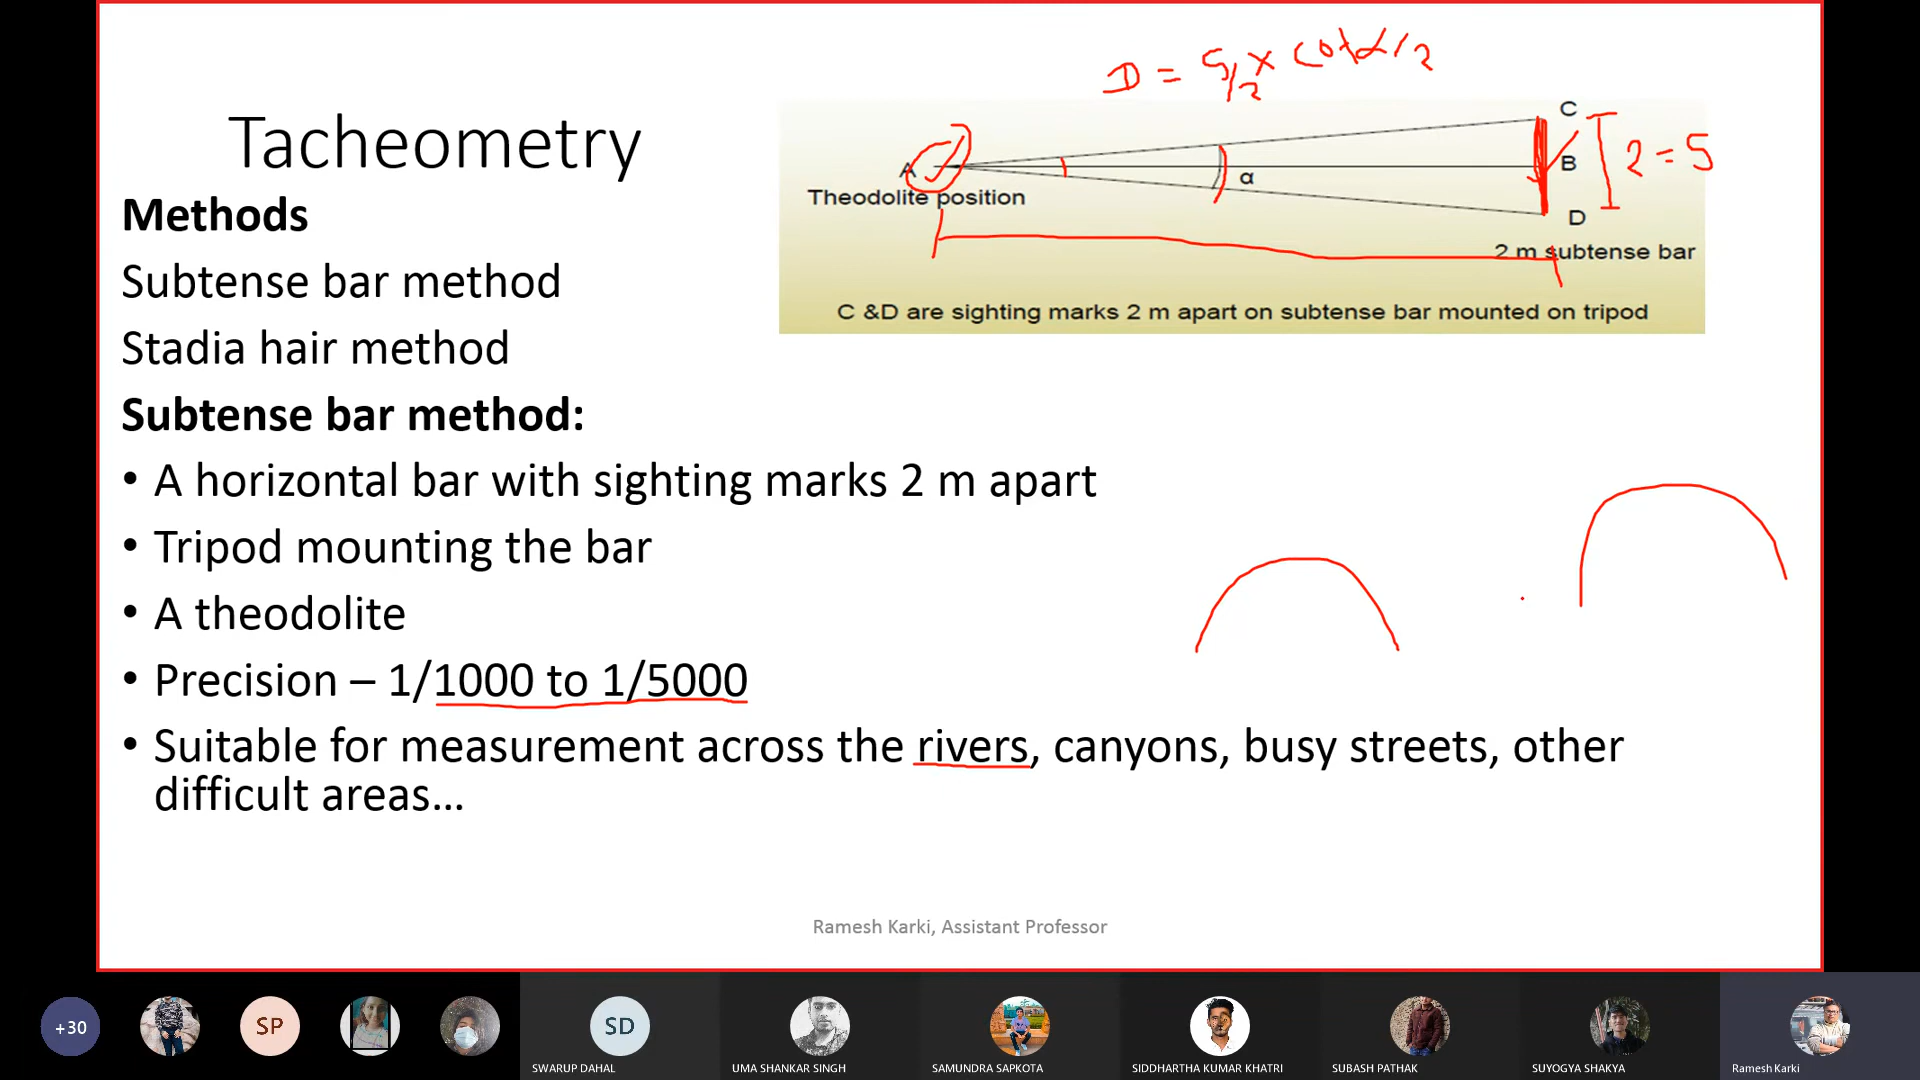 D = S/2 × cot α/2
Tacheometry
Methods
Subtense bar method
Stadia hair method
Subtense bar method:
• A horizontal bar with sighting marks 2 m apart
• Tripod mounting the bar
• A theodolite
• Precision – 1/1000 to 1/5000
• Suitable for measurement across the rivers, canyons, busy streets, other
difficult areas...
C
A
α
B
2 = S
Theodolite position
D
2 m subtense bar
C &D are sighting marks 2 m apart on subtense bar mounted on tripod
Ramesh Karki, Assistant Professor
+30
SP
SD
SWARUP DAHAL
UMA SHANKAR SINGH
SAMUNDRA SAPKOTA
SIDDHARTHA KUMAR KHATRI
SUBASH PATHAK
SUYOGYA SHAKYA
Ramesh Karki